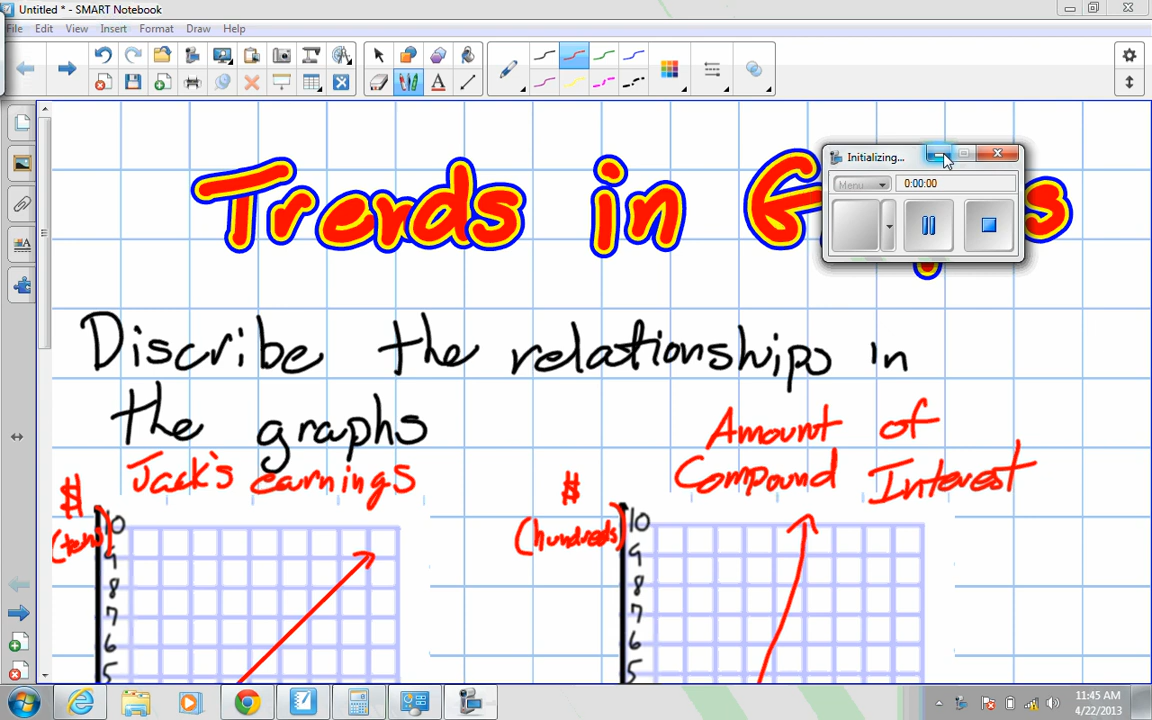 Untitled * - SMART Notebook
File Edit View Insert Format Draw Help
Initializing...
Menu
0:00:00
Trends in
s
Discribe the relationships in
the graphs
Jack's earnings
Amount of
Compound Interest
$
(ten
10
9
8
7
6
5
$
(hundreds)
10
9
8
7
6
5
11:45 AM
4/22/2013